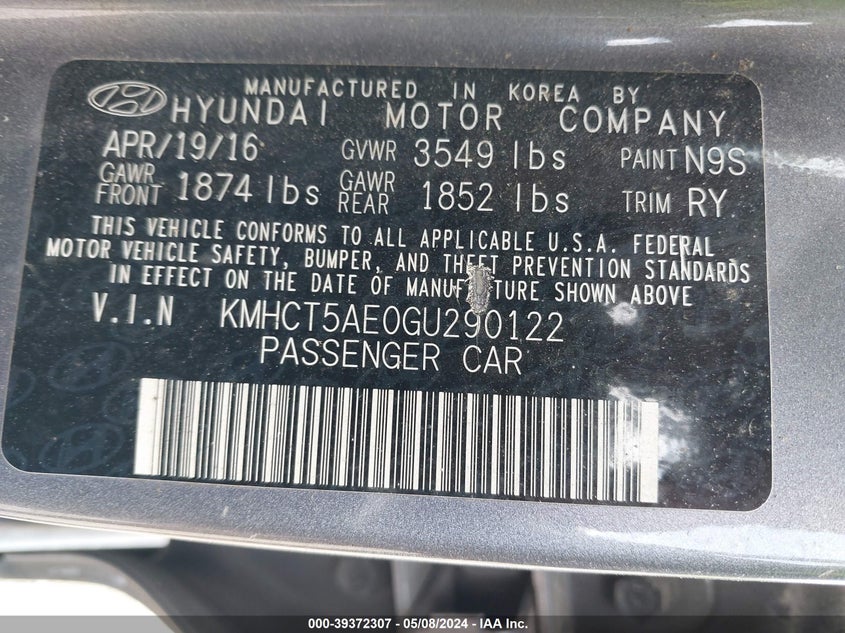 MANUFACTURED IN KOREA BY
HYUNDAI MOTOR COMPANY
APR/19/16 GVWR 3549 lbs PAINT N9S
GAWR FRONT 1874 lbs GAWR REAR 1852 lbs TRIM RY
THIS VEHICLE CONFORMS TO ALL APPLICABLE U.S.A. FEDERAL
MOTOR VEHICLE SAFETY, BUMPER, AND THEFT PREVENTION STANDARDS
IN EFFECT ON THE DATE OF MANUFACTURE SHOWN ABOVE
V.I.N KMHCT5AE0GU290122
PASSENGER CAR
000-39372307 - 05/08/2024 - IAA Inc.